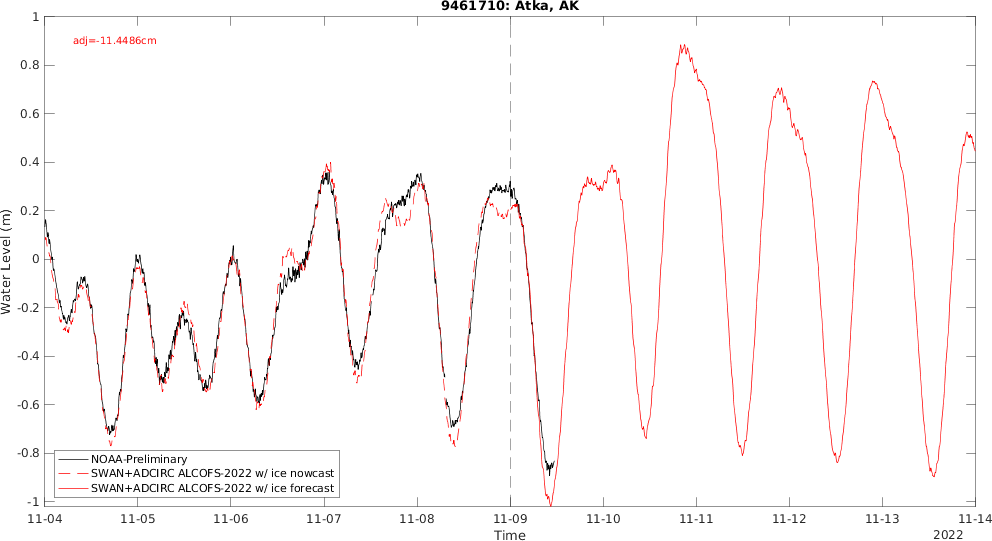 9461710: Atka, AK
adj=-11.4486cm
1
0.8
0.6
0.4
0.2
0
-0.2
-0.4
-0.6
-0.8
-1
Water Level (m)
NOAA-Preliminary
SWAN+ADCIRC ALCOFS-2022 w/ ice nowcast
SWAN+ADCIRC ALCOFS-2022 w/ ice forecast
11-04 11-05 11-06 11-07 11-08 11-09 11-10 11-11 11-12 11-13 11-14
Time
2022